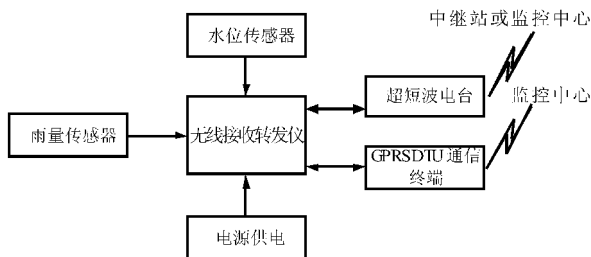 中继站或监控中心
水位传感器
超短波电台
监控中心
雨量传感器
无线接收转发仪
GPRSDTU通信
终端
电源供电